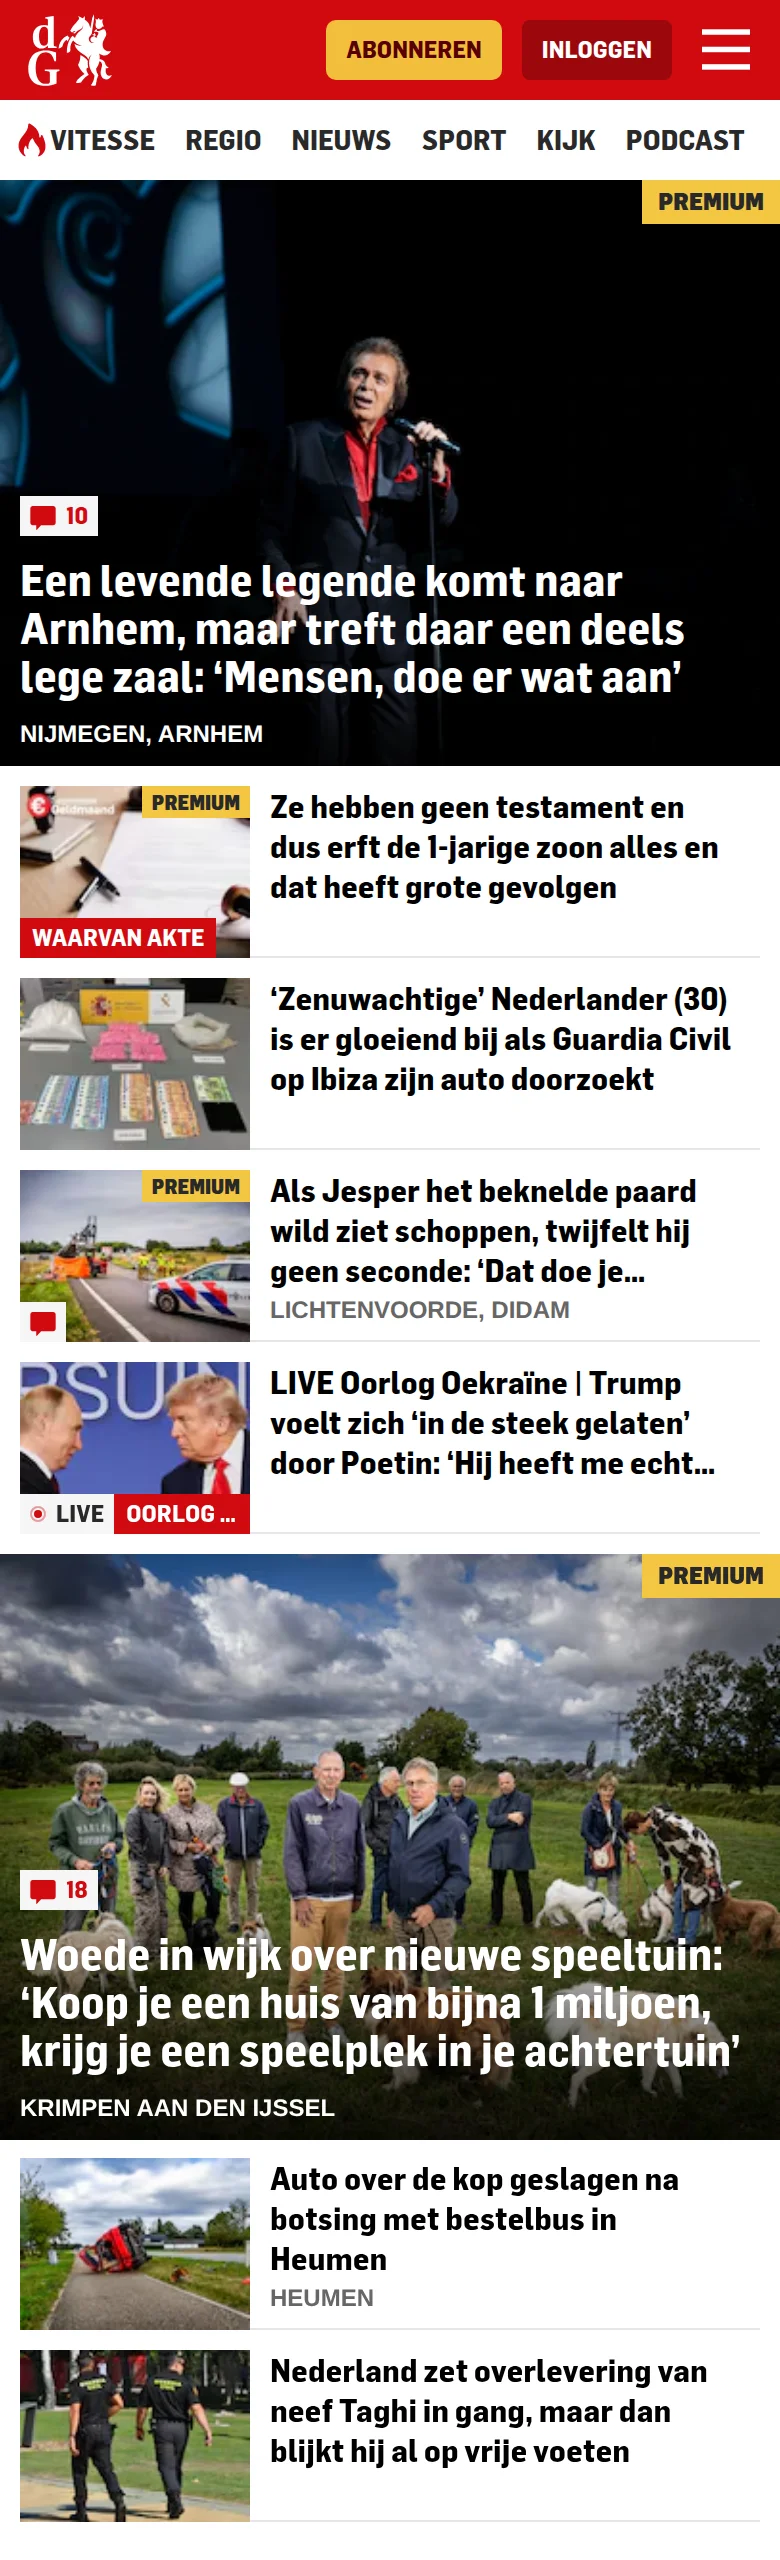 dG
ABONNEREN
INLOGGEN
VITESSE REGIO NIEUWS SPORT KIJK PODCAST
PREMIUM
10
Een levende legende komt naar
Arnhem, maar treft daar een deels
lege zaal: ‘Mensen, doe er wat aan’
NIJMEGEN, ARNHEM
Geldmaand
PREMIUM
WAARVAN AKTE
Ze hebben geen testament en
dus erft de 1-jarige zoon alles en
dat heeft grote gevolgen
‘Zenuwachtige’ Nederlander (30)
is er gloeiend bij als Guardia Civil
op Ibiza zijn auto doorzoekt
PREMIUM
Als Jesper het beknelde paard
wild ziet schoppen, twijfelt hij
geen seconde: ‘Dat doe je...
LICHTENVOORDE, DIDAM
RSUIN
LIVE OORLOG ...
LIVE Oorlog Oekraïne | Trump
voelt zich ‘in de steek gelaten’
door Poetin: ‘Hij heeft me echt...
PREMIUM
18
Woede in wijk over nieuwe speeltuin:
‘Koop je een huis van bijna 1 miljoen,
krijg je een speelplek in je achtertuin’
KRIMPEN AAN DEN IJSSEL
Auto over de kop geslagen na
botsing met bestelbus in
Heumen
HEUMEN
Nederland zet overlevering van
neef Taghi in gang, maar dan
blijkt hij al op vrije voeten